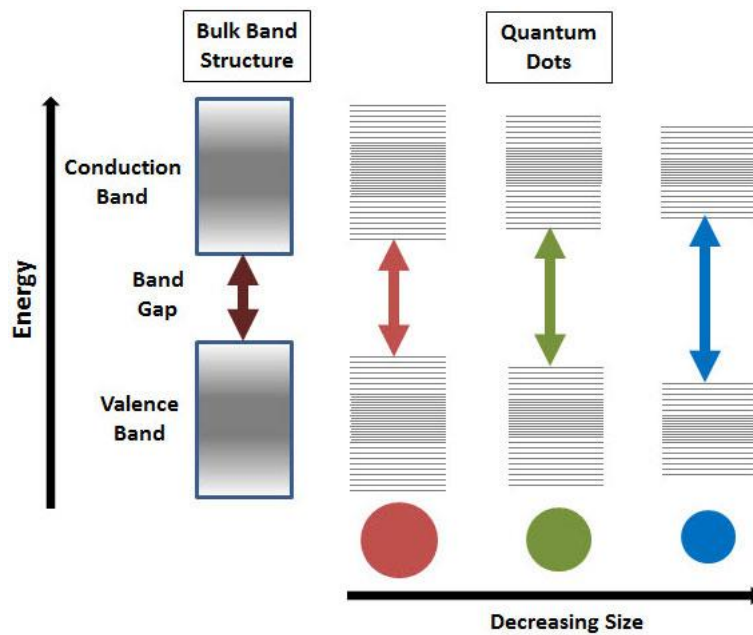 Bulk Band
Structure
Quantum
Dots
Conduction
Band
Band
Gap
Energy
Valence
Band
Decreasing Size